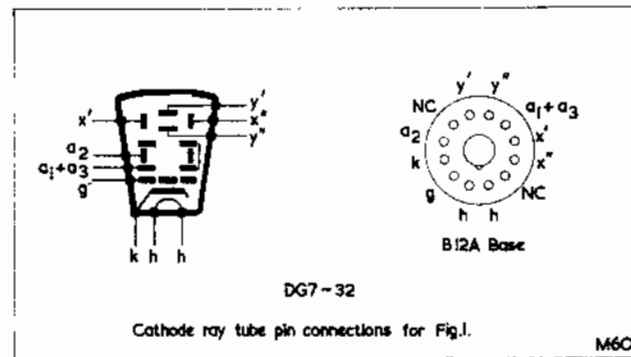 y'
x'
x"
y"
a2
a1+a3
g
k h h
y' y"
NC a1+a3
a2 x'
k x"
g NC
h h
B12A Base
DG7-32
Cathode ray tube pin connections for Fig.1.
M60